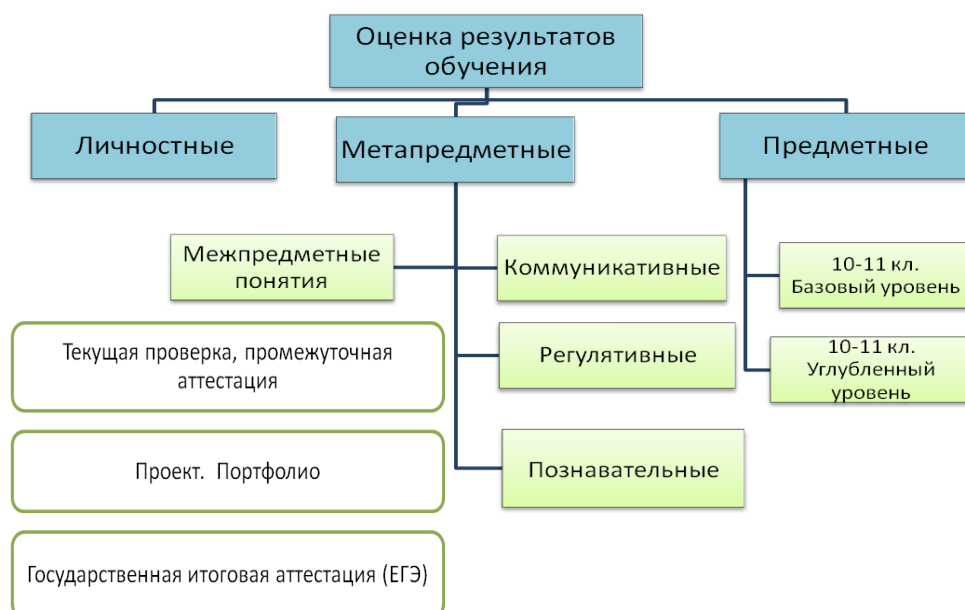 Оценка результатов
обучения
Личностные
Метапредметные
Предметные
Межпредметные
понятия
Коммуникативные
10-11 кл.
Базовый уровень
Текущая проверка, промежуточная
аттестация
Регулятивные
10-11 кл.
Углубленный
уровень
Проект. Портфолио
Познавательные
Государственная итоговая аттестация (ЕГЭ)